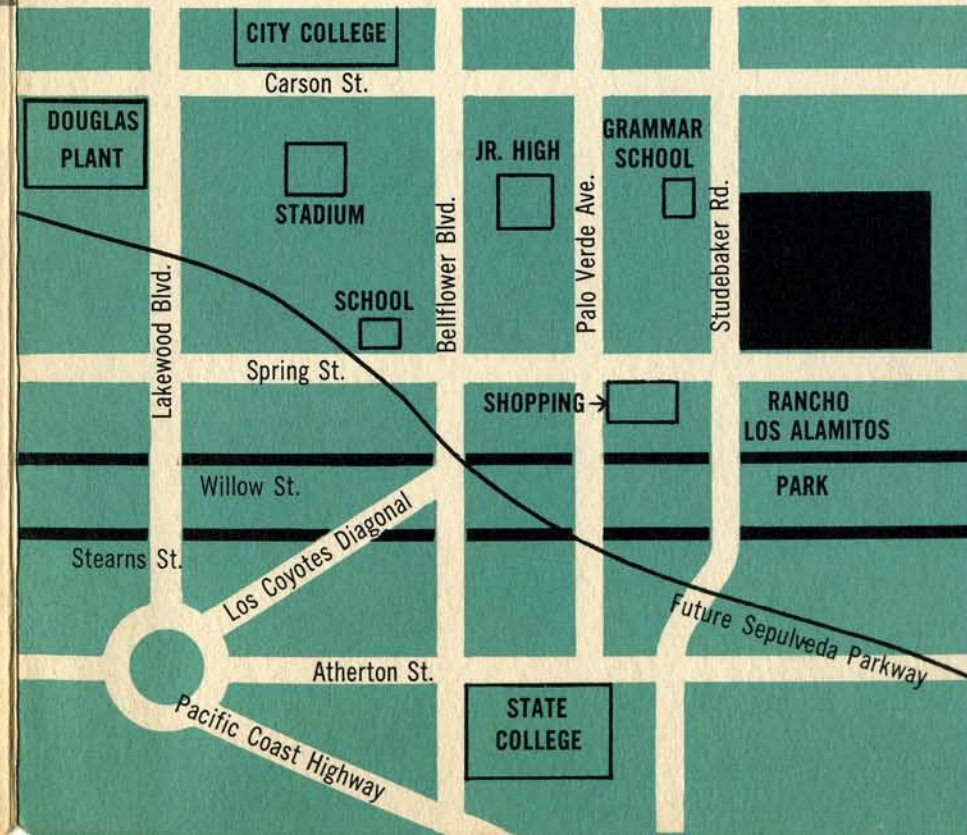 CITY COLLEGE
Carson St.
DOUGLAS
PLANT
STADIUM
JR. HIGH
GRAMMAR
SCHOOL
Lakewood Blvd.
Bellflower Blvd.
Palo Verde Ave.
Studebaker Rd.
SCHOOL
Spring St.
SHOPPING→
RANCHO
LOS ALAMITOS
PARK
Willow St.
Stearns St.
Los Coyotes Diagonal
Future Sepulveda Parkway
Atherton St.
Pacific Coast Highway
STATE
COLLEGE